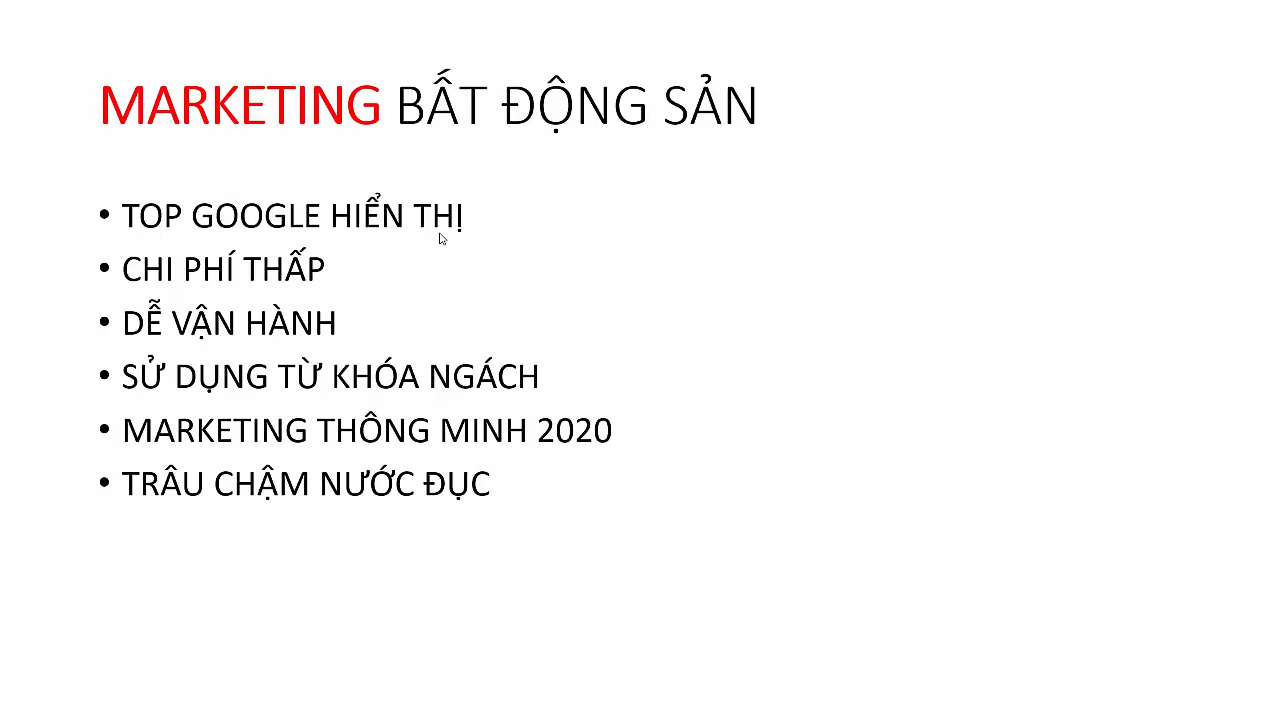 MARKETING BẤT ĐỘNG SẢN
• TOP GOOGLE HIỂN THỊ
• CHI PHÍ THẤP
• DỄ VẬN HÀNH
• SỬ DỤNG TỪ KHÓA NGÁCH
• MARKETING THÔNG MINH 2020
• TRÂU CHẬM NƯỚC ĐỤC